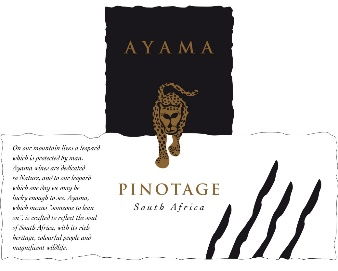 AYAMA
On our mountain lives a leopard
which is protected by man.
Ayama wines are dedicated
to Nature, and to our leopard
which one day we may be
lucky enough to see. Ayama,
which means "someone to lean
on", is crafted to reflect the soul
of South Africa, with its rich
heritage, colourful people and
magnificent wildlife.
PINOTAGE
South Africa